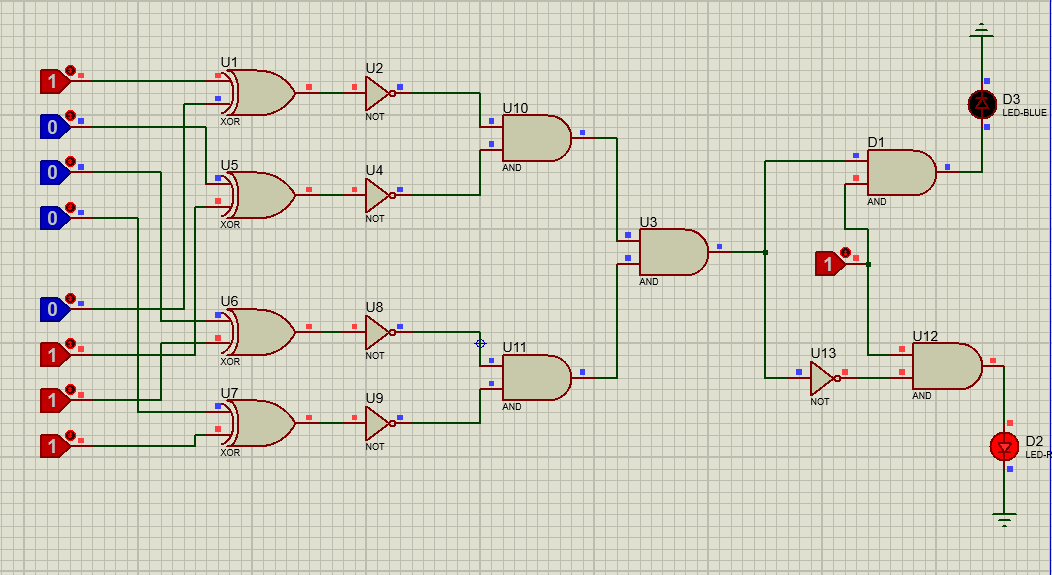 1
0
0
0
0
1
1
1
U1
XOR
U5
XOR
U6
XOR
U7
XOR
U2
NOT
U4
NOT
U8
NOT
U9
NOT
U10
AND
U11
AND
U3
AND
1
D1
AND
U13
NOT
U12
AND
D3
LED-BLUE
D2
LED-R